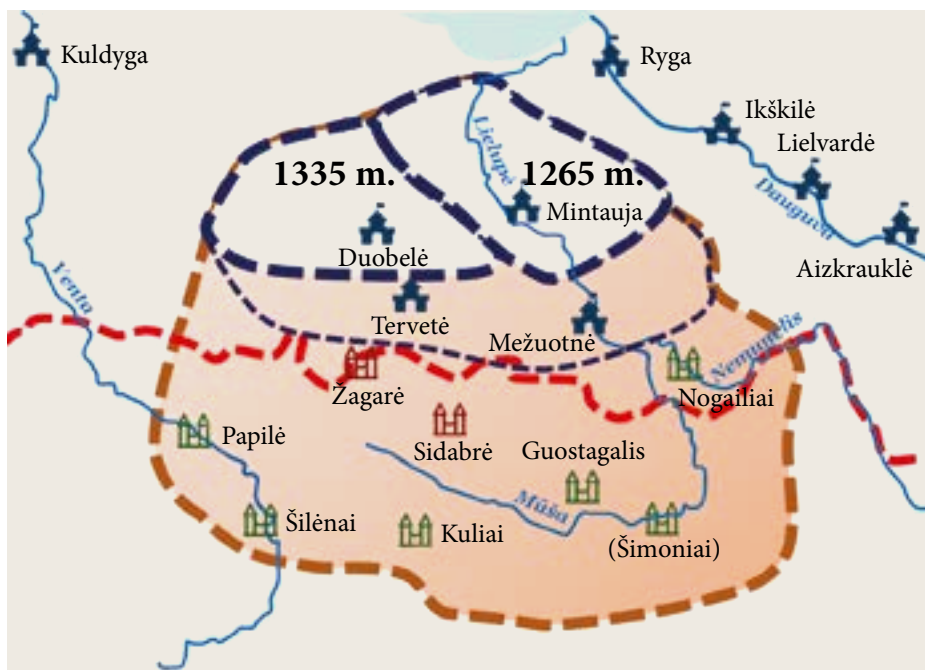 Kuldyga
Ryga
Ikškilė
Lielvardė
Lielupė
1335 m.
1265 m.
Mintauja
Dauguva
Duobelė
Aizkrauklė
Venta
Tervetė
Mežuotnė
Nemunėlis
Žagarė
Nogailiai
Papilė
Sidabrė
Guostagalis
Mūša
Šilėnai
Kuliai
(Šimoniai)